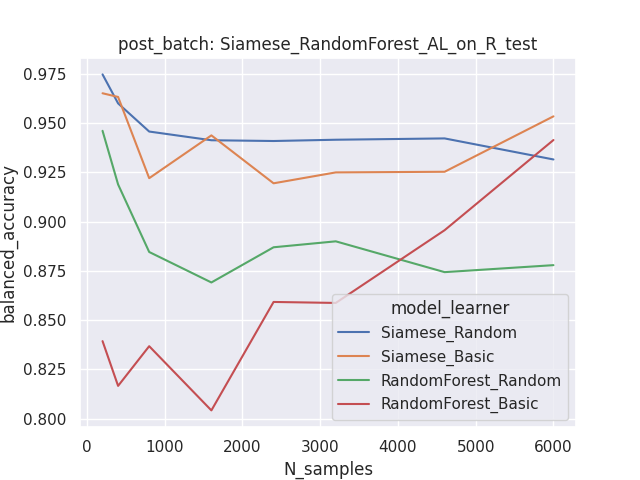 post_batch: Siamese_RandomForest_AL_on_R_test
balanced_accuracy
0.975
0.950
0.925
0.900
0.875
0.850
0.825
0.800
model_learner
Siamese_Random
Siamese_Basic
RandomForest_Random
RandomForest_Basic
0 1000 2000 3000 4000 5000 6000
N_samples